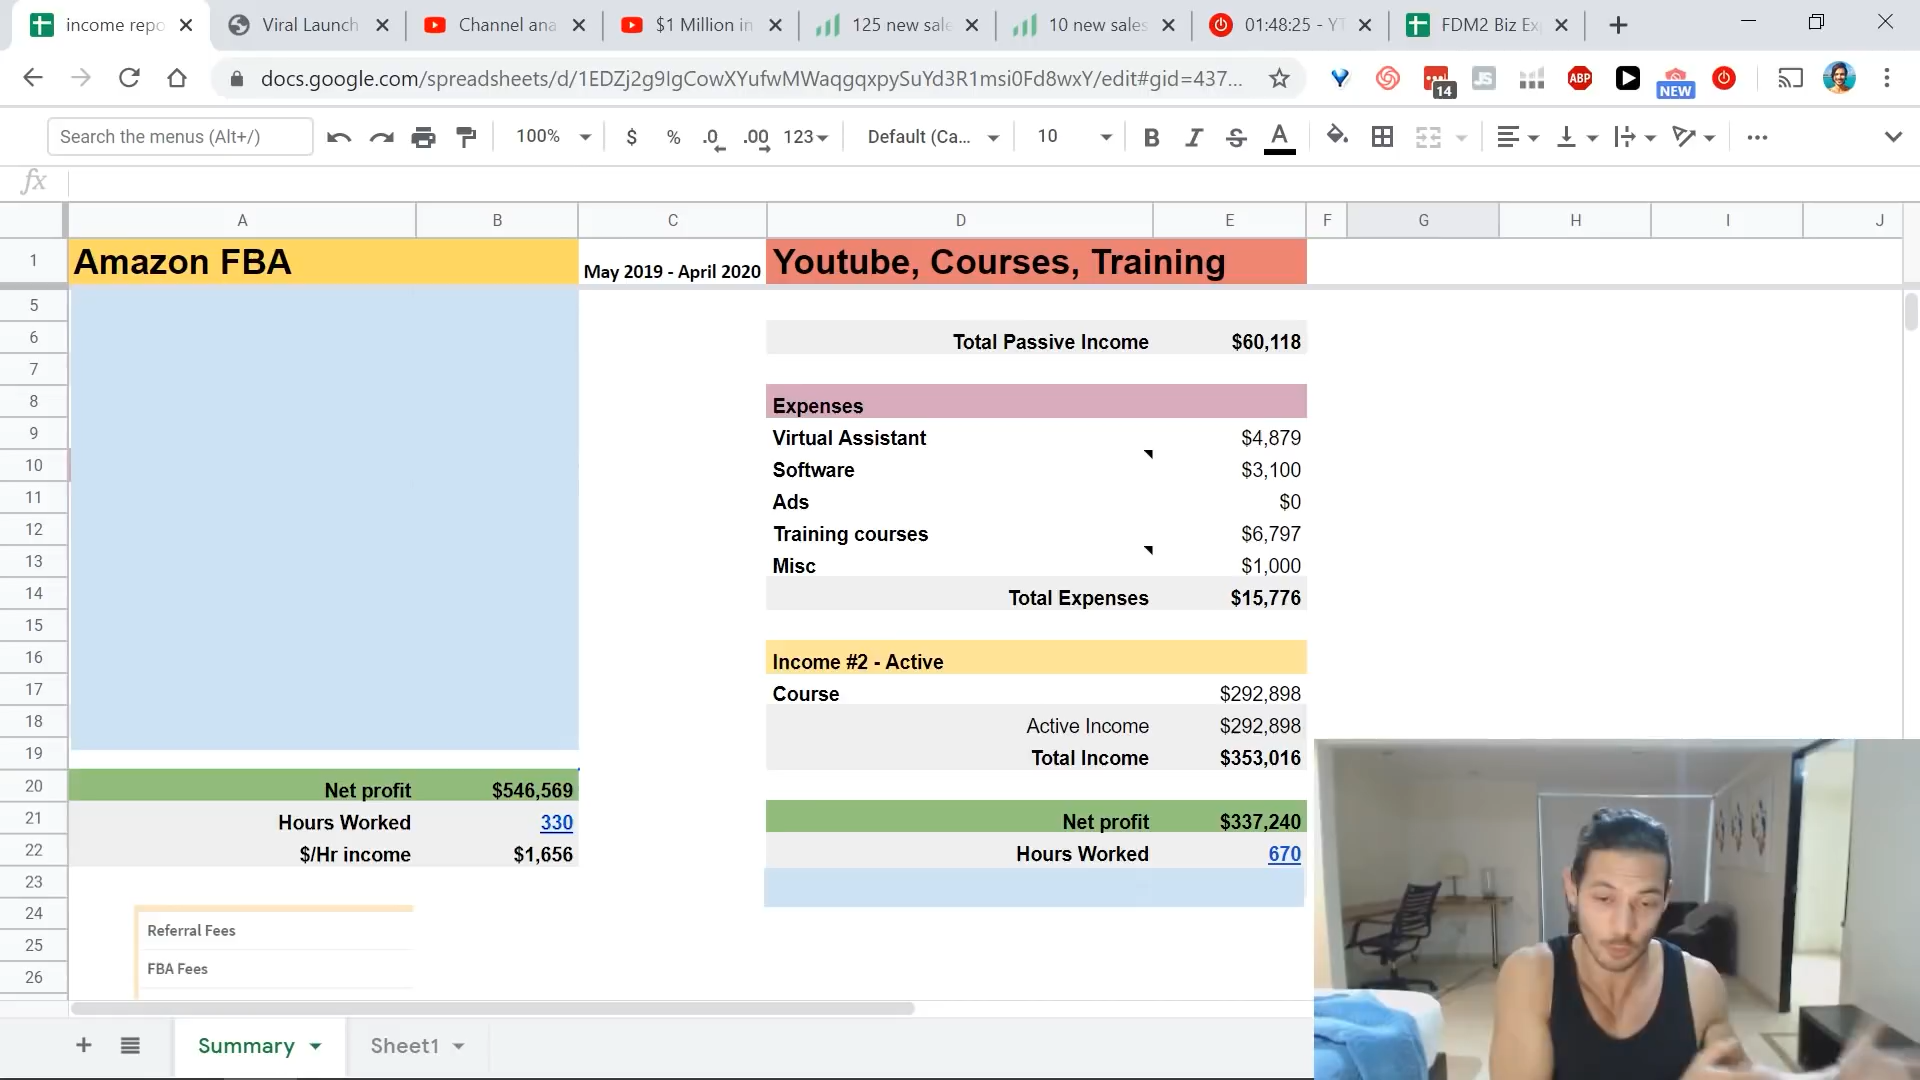 income repo
Viral Launch
Channel ana
$1 Million in
125 new sale
10 new sales
01:48:25 - YT
FDM2 Biz Ex
docs.google.com/spreadsheets/d/1EDZj2g9IgCowXYufwMWaqgqxpySuYd3R1msi0Fd8wxY/edit#gid=437...
14
JS
ABP
NEW
Search the menus (Alt+/)
100%
$
%
.0
.00
123
Default (Ca...
10
B
I
S
A
fx
A B C D E F G H I J
1 Amazon FBA May 2019 - April 2020 Youtube, Courses, Training
5
6 Total Passive Income $60,118
7
8 Expenses
9 Virtual Assistant $4,879
10 Software $3,100
11 Ads $0
12 Training courses $6,797
13 Misc $1,000
14 Total Expenses $15,776
15
16 Income #2 - Active
17 Course $292,898
18 Active Income $292,898
19 Total Income $353,016
20 Net profit $546,569
21 Hours Worked 330 Net profit $337,240
22 $/Hr income $1,656 Hours Worked 670
23
24 Referral Fees
25
26 FBA Fees
Summary
Sheet1